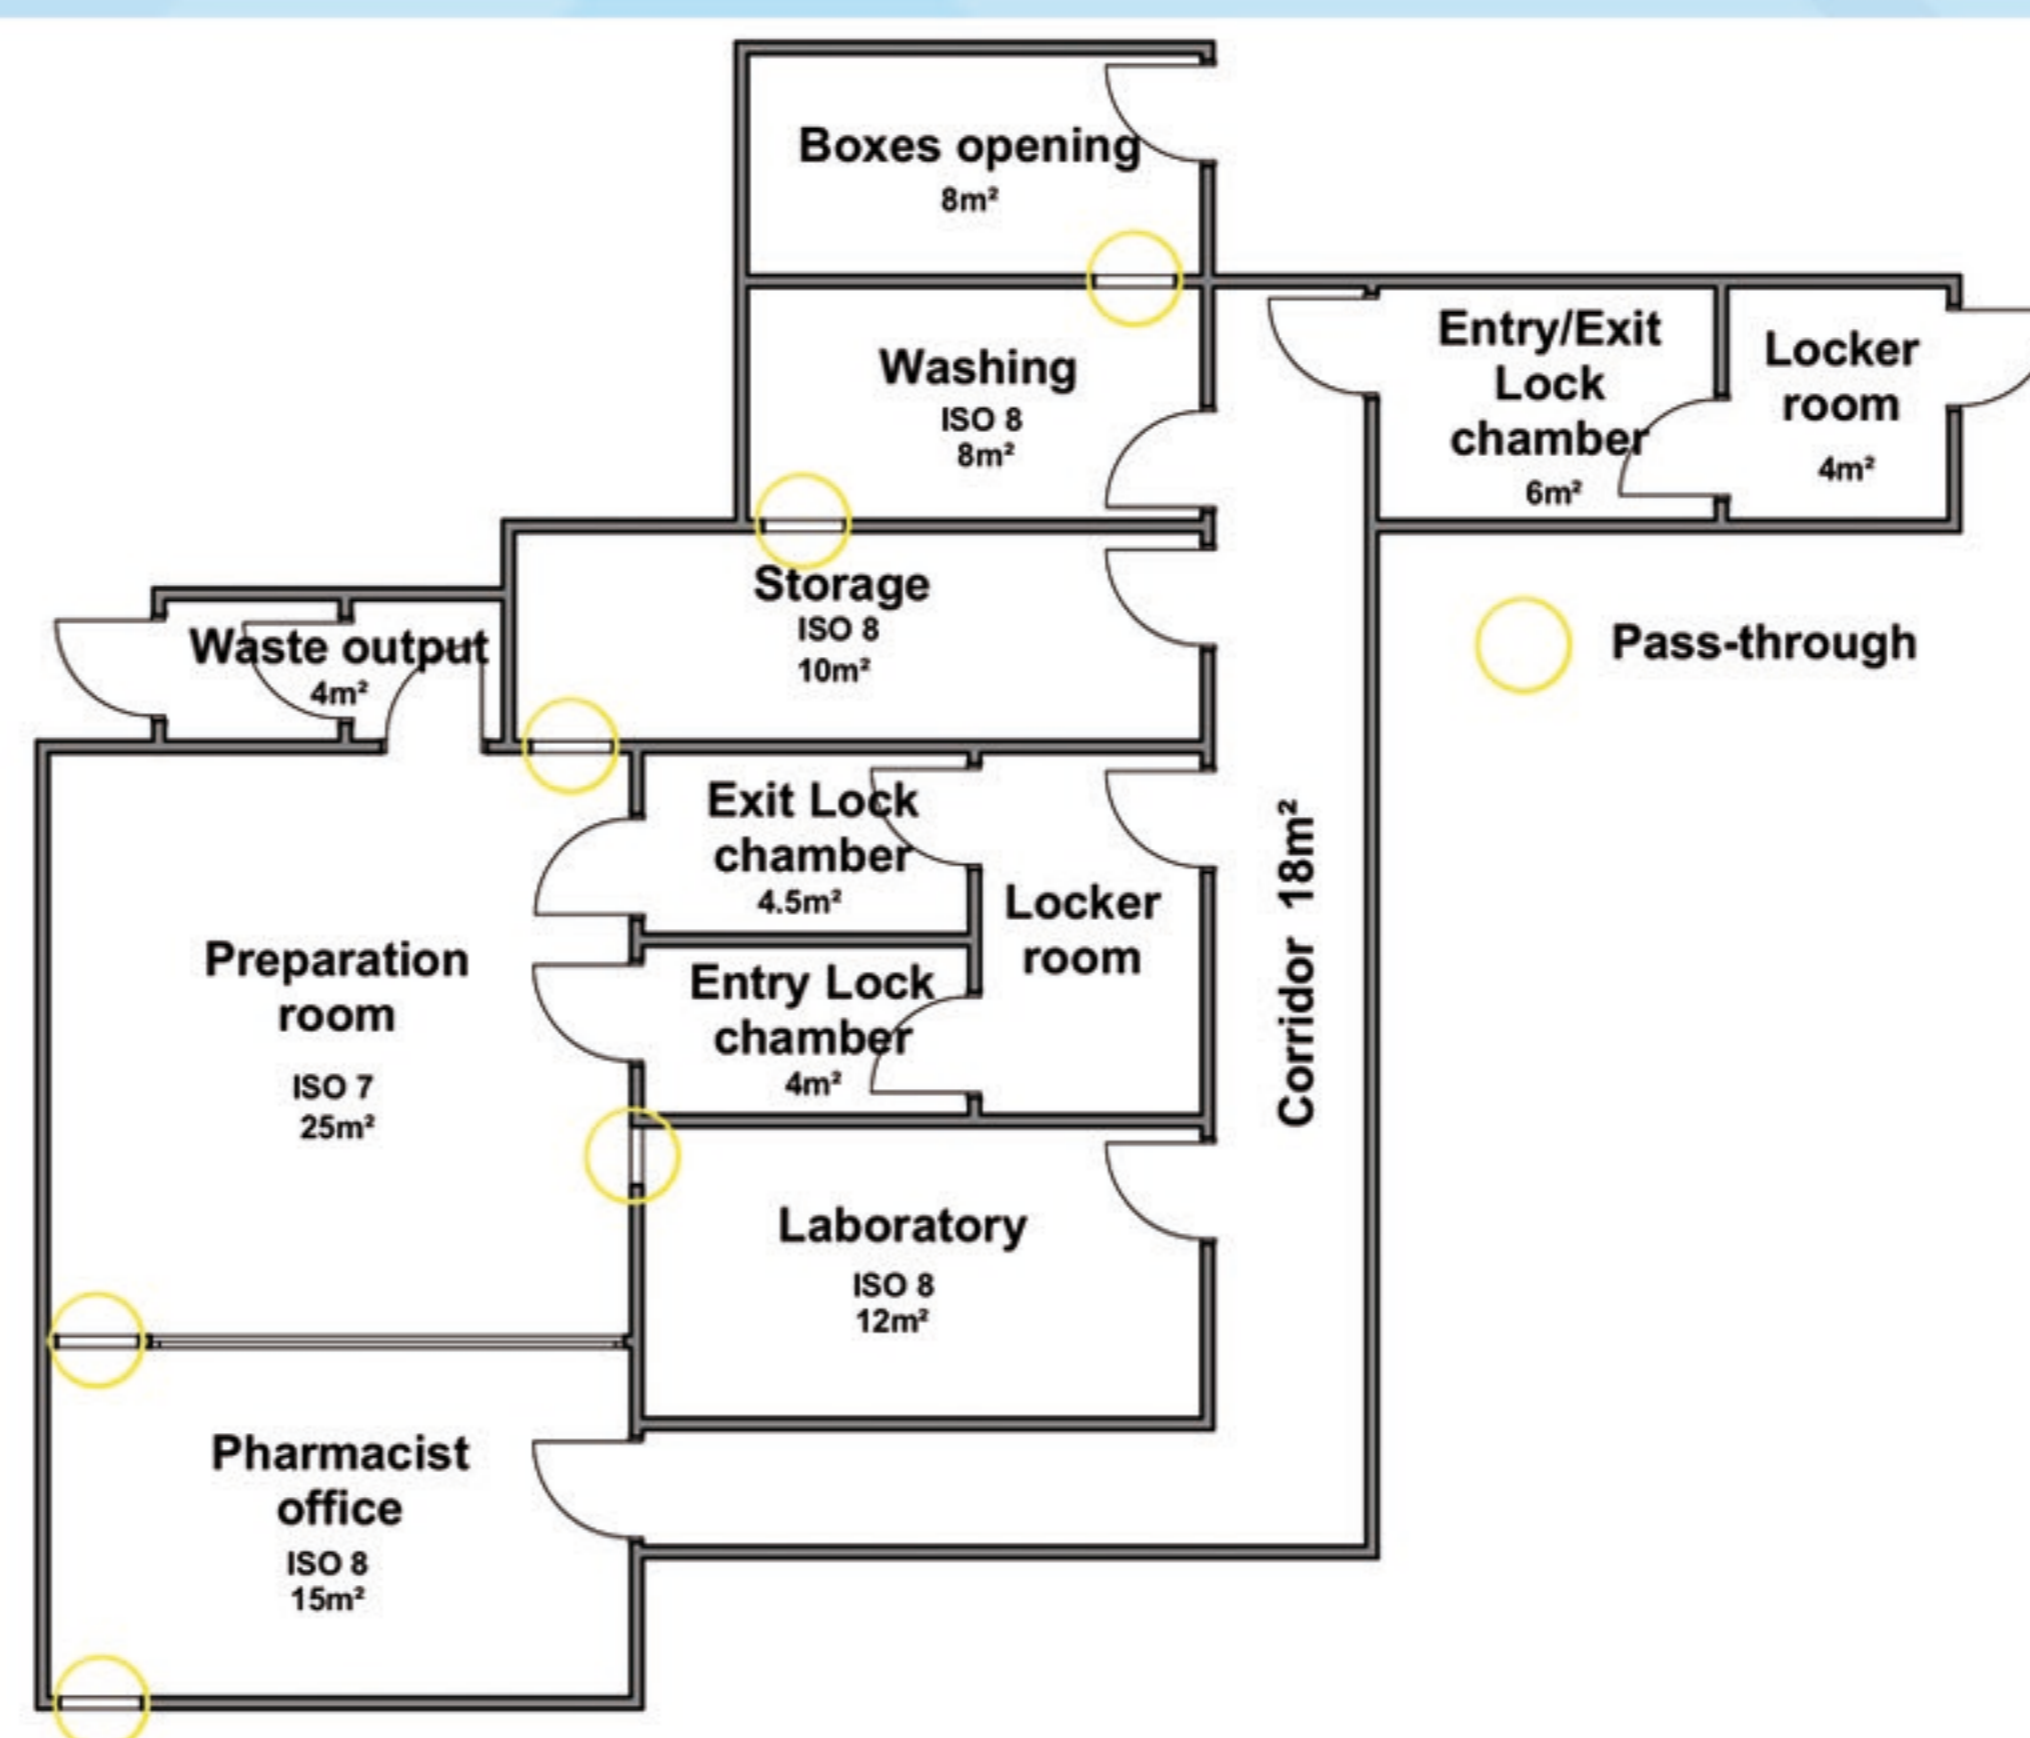 Boxes opening
8m²
Washing
ISO 8
8m²
Entry/Exit
Lock
chamber
6m²
Locker
room
4m²
Storage
ISO 8
10m²
Waste output
4m²
Pass-through
Exit Lock
chamber
4.5m²
Locker
room
Corridor 18m²
Preparation
room
ISO 7
25m²
Entry Lock
chamber
4m²
Laboratory
ISO 8
12m²
Pharmacist
office
ISO 8
15m²